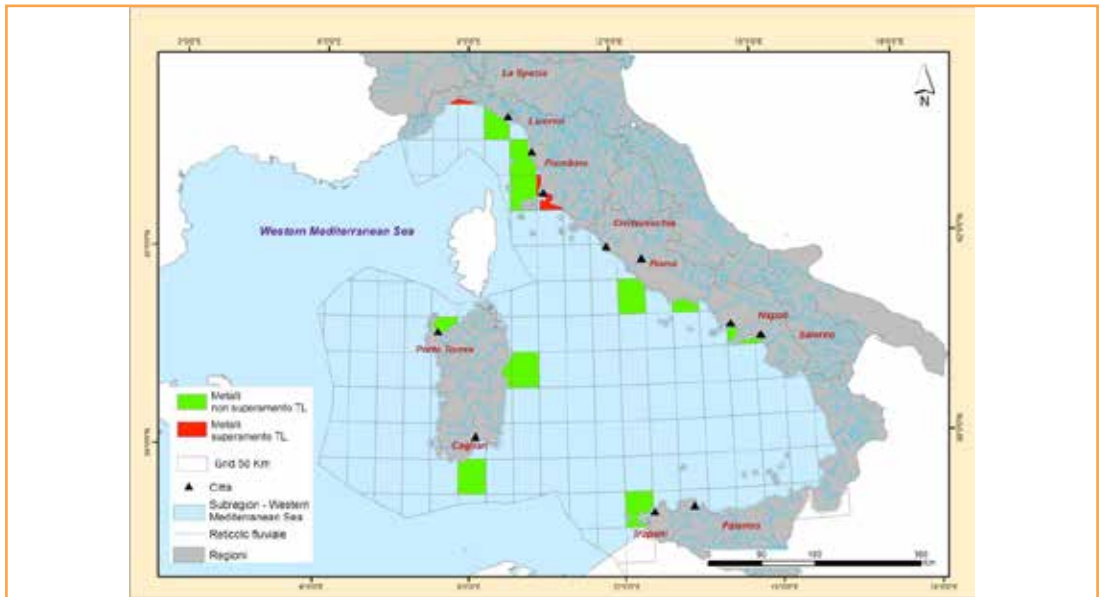 La Spezia
N
Livorno
Piombino
Western Mediterranean Sea
Civitavecchia
Roma
Napoli
Salerno
Porto Torres
Cagliari
Trapani
Palermo
Metalli
non superamento TL
Metalli
superamento TL
Grid 50 Km
Città
Subregion - Western
Mediterranean Sea
Reticolo fluviale
Regioni
Km